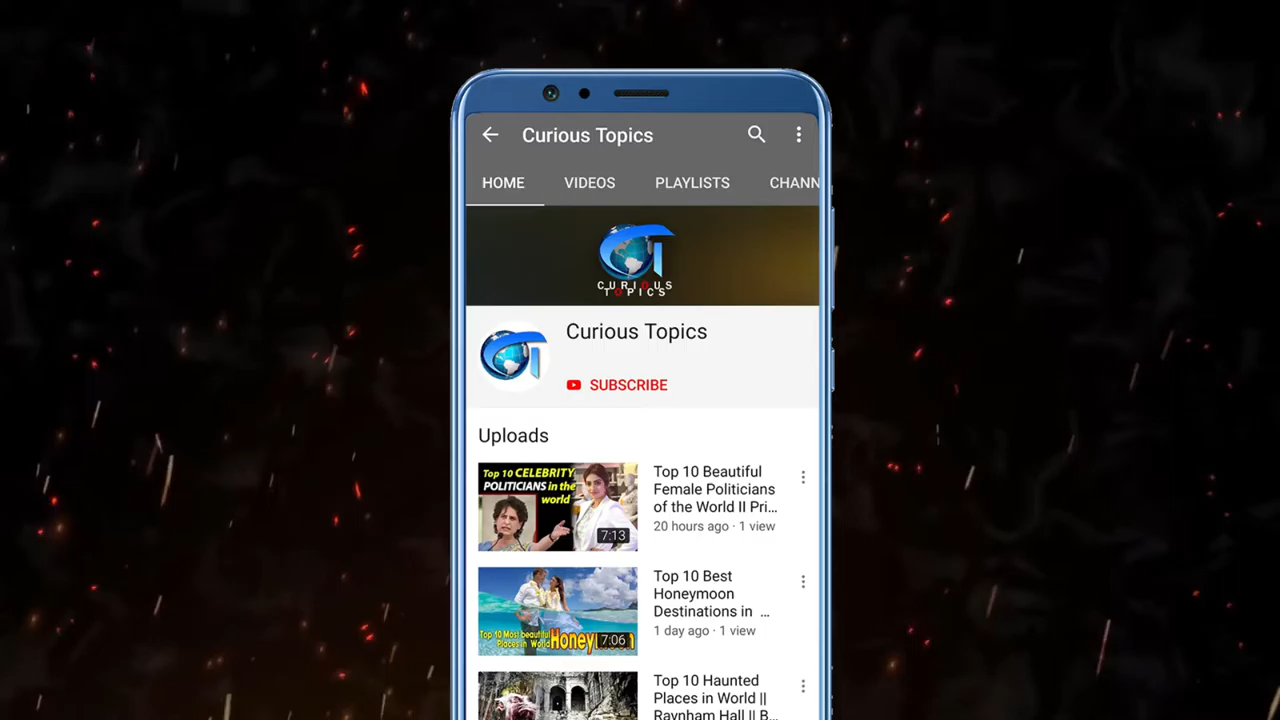 Curious Topics
HOME VIDEOS PLAYLISTS CHANN
CURIOUS
TOPICS
Curious Topics
SUBSCRIBE
Uploads
Top 10 CELEBRITY
POLITICIANS in the
world
7:13
Top 10 Beautiful
Female Politicians
of the World II Pri...
20 hours ago · 1 view
Top 10 Most beautiful
Places in World
Honey
7:06
Top 10 Best
Honeymoon
Destinations in ...
1 day ago · 1 view
Top 10 Haunted
Places in World ||
Raynham Hall || B...